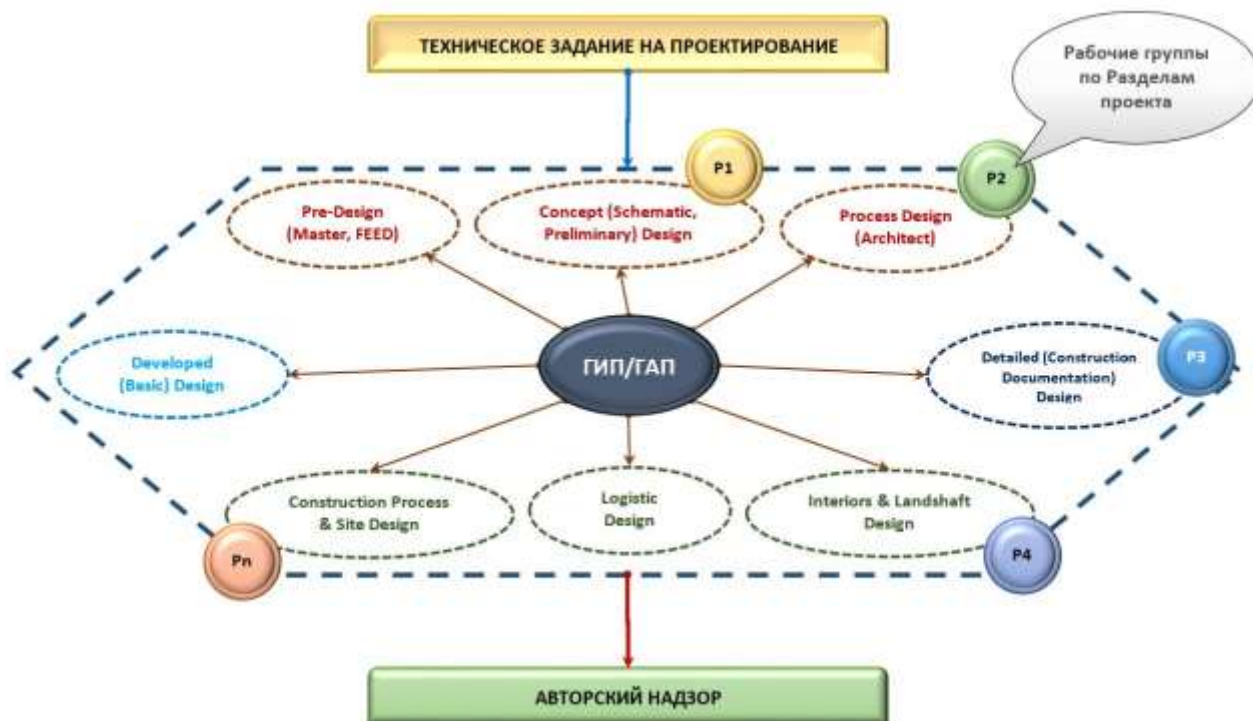 ТЕХНИЧЕСКОЕ ЗАДАНИЕ НА ПРОЕКТИРОВАНИЕ
Рабочие группы
по Разделам
проекта
P1
P2
Pre-Design
(Master, FEED)
Concept (Schematic,
Preliminary) Design
Process Design
(Architect)
Developed
(Basic) Design
ГИП/ГАП
Detailed (Construction
Documentation)
Design
P3
Construction Process
& Site Design
Logistic
Design
Interiors & Landshaft
Design
Pn
P4
АВТОРСКИЙ НАДЗОР